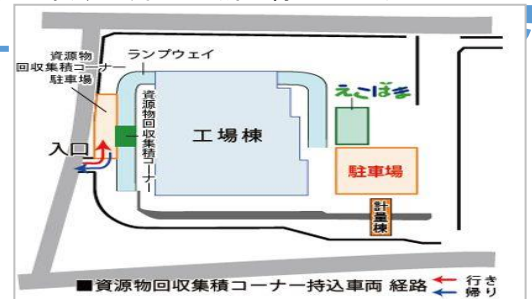 資源物
回収集積コーナー
駐車場
ランプウェイ
資源物回収集積コーナー
工場棟
えこぱま
駐車場
入口
計量棟
■資源物回収集積コーナー持込車両 経路
行き
帰り